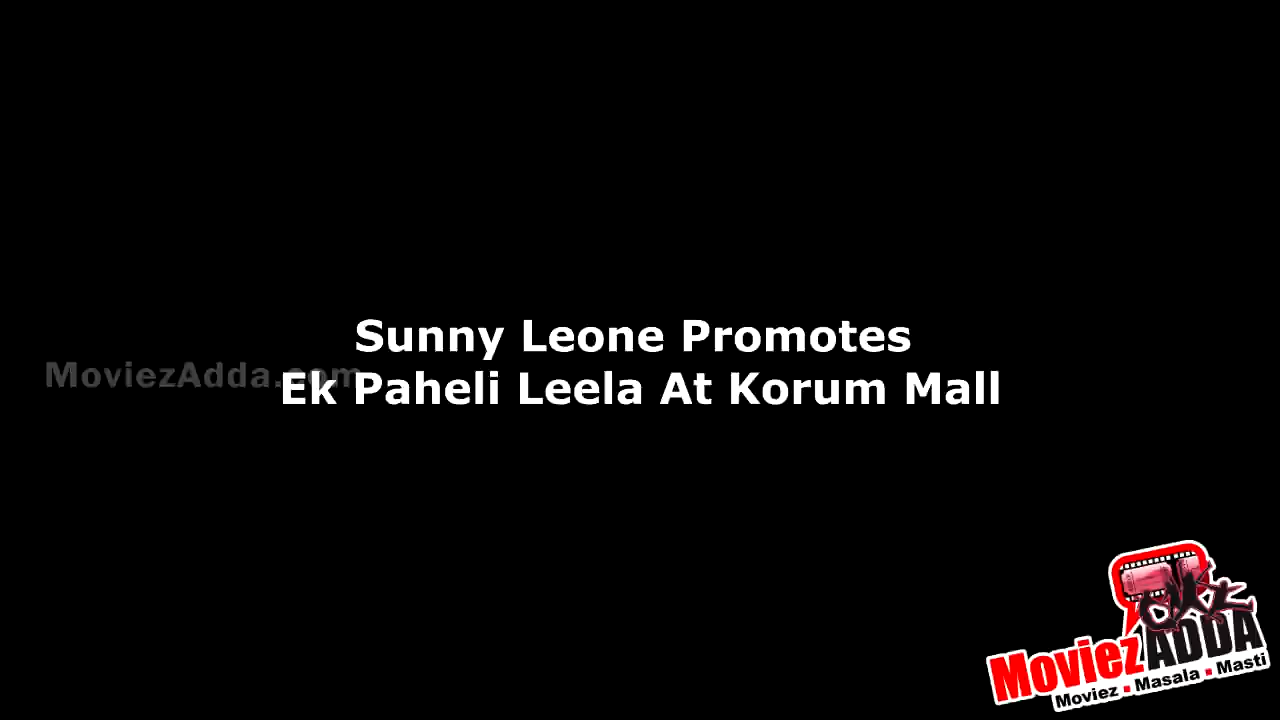 Sunny Leone Promotes
MoviezAdda.com
Ek Paheli Leela At Korum Mall
Moviez ADDA
Moviez . Masala . Masti